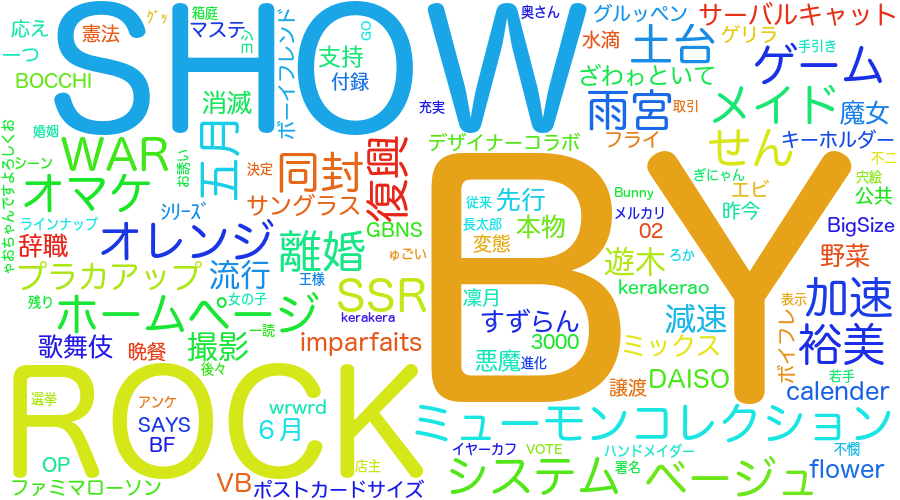 SHOW
BY
ROCK
応え
一つ
BOCCHI
憲法
箱庭
マステ
グッ
ヨE
ボーイフレンド
支持
付録
GO
奥さん
グルッペン
水滴
土台
サーバルキャット
ゲリラ
手引き
ゲーム
ざわゎといて
雨宮
取引
メイド
魔女
充実
消滅
五月
婚姻
WAR
お誘い
シーン
ゃおちゃんですよろしくお
オマケ
決定
同封
復興
デザイナーコラボ
フライ
せん
キーホルダー
不二
ぎにゃん
エビ
宍絵
公共
昨今
Bunny
メルカリ
02
BigSize
サングラス
シリーズ
GBNS
ラインナップ
辞職
オレンジ
離婚
ゅごい
従来
先行
長太郎
本物
変態
ろか
遊木
野菜
プラカアップ
流行
王様
女の子
SSR
kerakerao
凜月
減速
表示
加速
残り
ホームページ
一読
kerakera
すずらん
3000
ミックス
ボイフレ
裕美
歌舞伎
晩餐
撮影
後々
imparfaits
悪魔
進化
譲渡
DAISO
若手
calender
選挙
アンケ
SAYS
BF
wrwrd
6月
ミューモンコレクション
OP
VB
店主
イヤーカフ
VOTE
ハンドメイダー
不憫
ファミマローソン
ポストカードサイズ
システム
署名
ベージュ
flower